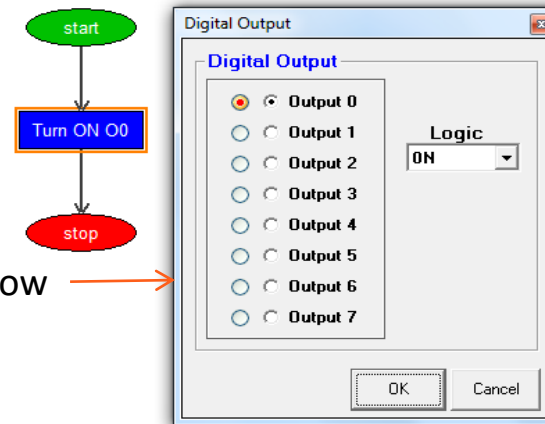 start
Turn ON O0
stop
ow
Digital Output
Digital Output
Output 0
Output 1
Output 2
Output 3
Output 4
Output 5
Output 6
Output 7
Logic
ON
OK
Cancel